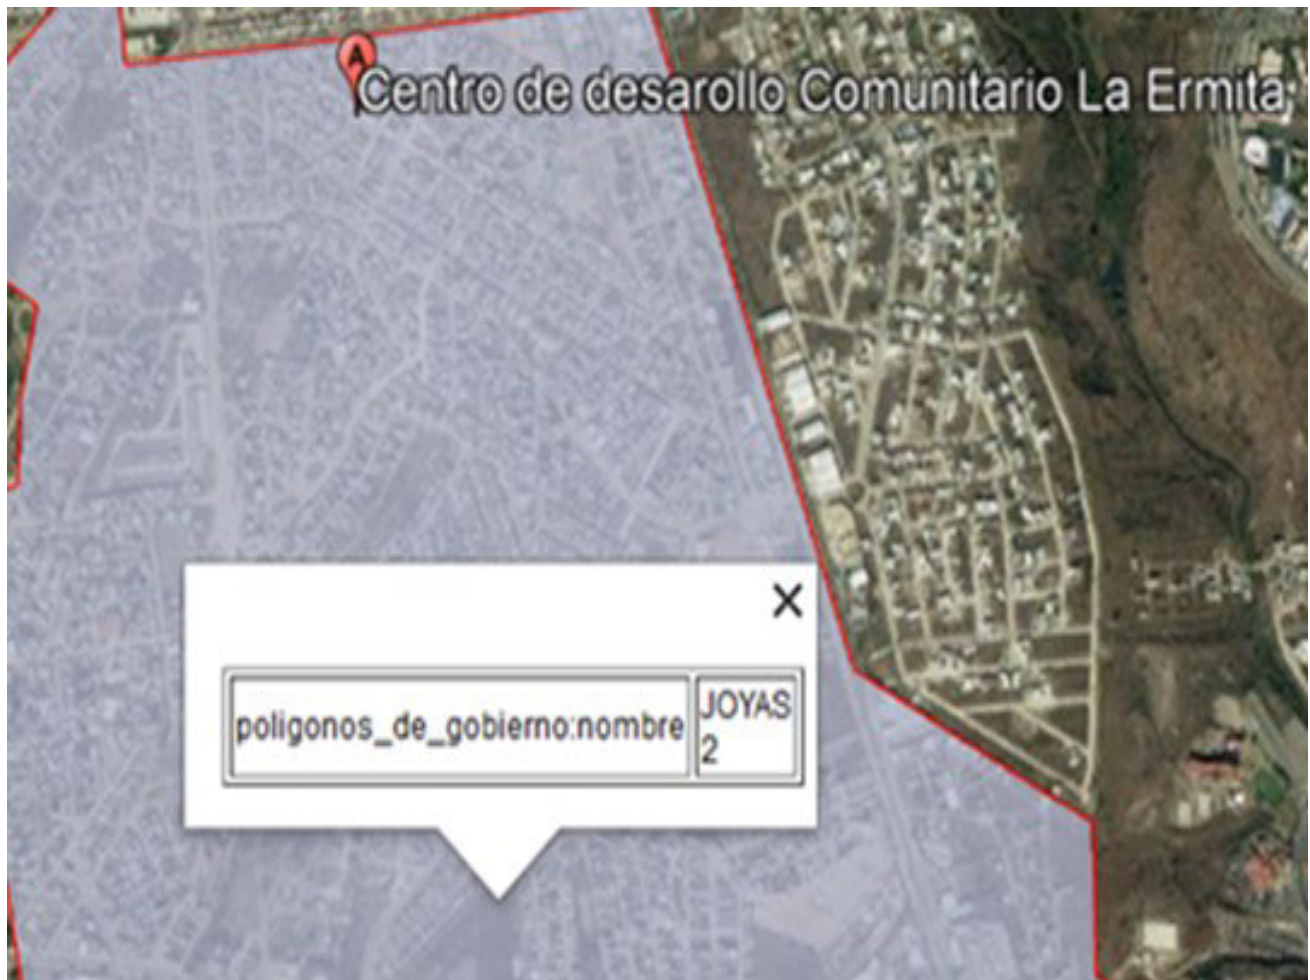 A
Centro de desarollo Comunitario La Ermita
X
poligonos_de_gobierno:nombre
JOYAS
2